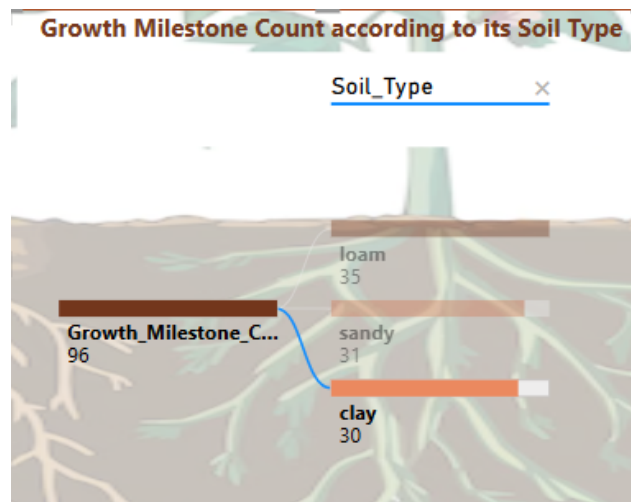 Growth Milestone Count according to its Soil Type
Soil_Type ×
loam
35
Growth_Milestone_C...
96
sandy
31
clay
30